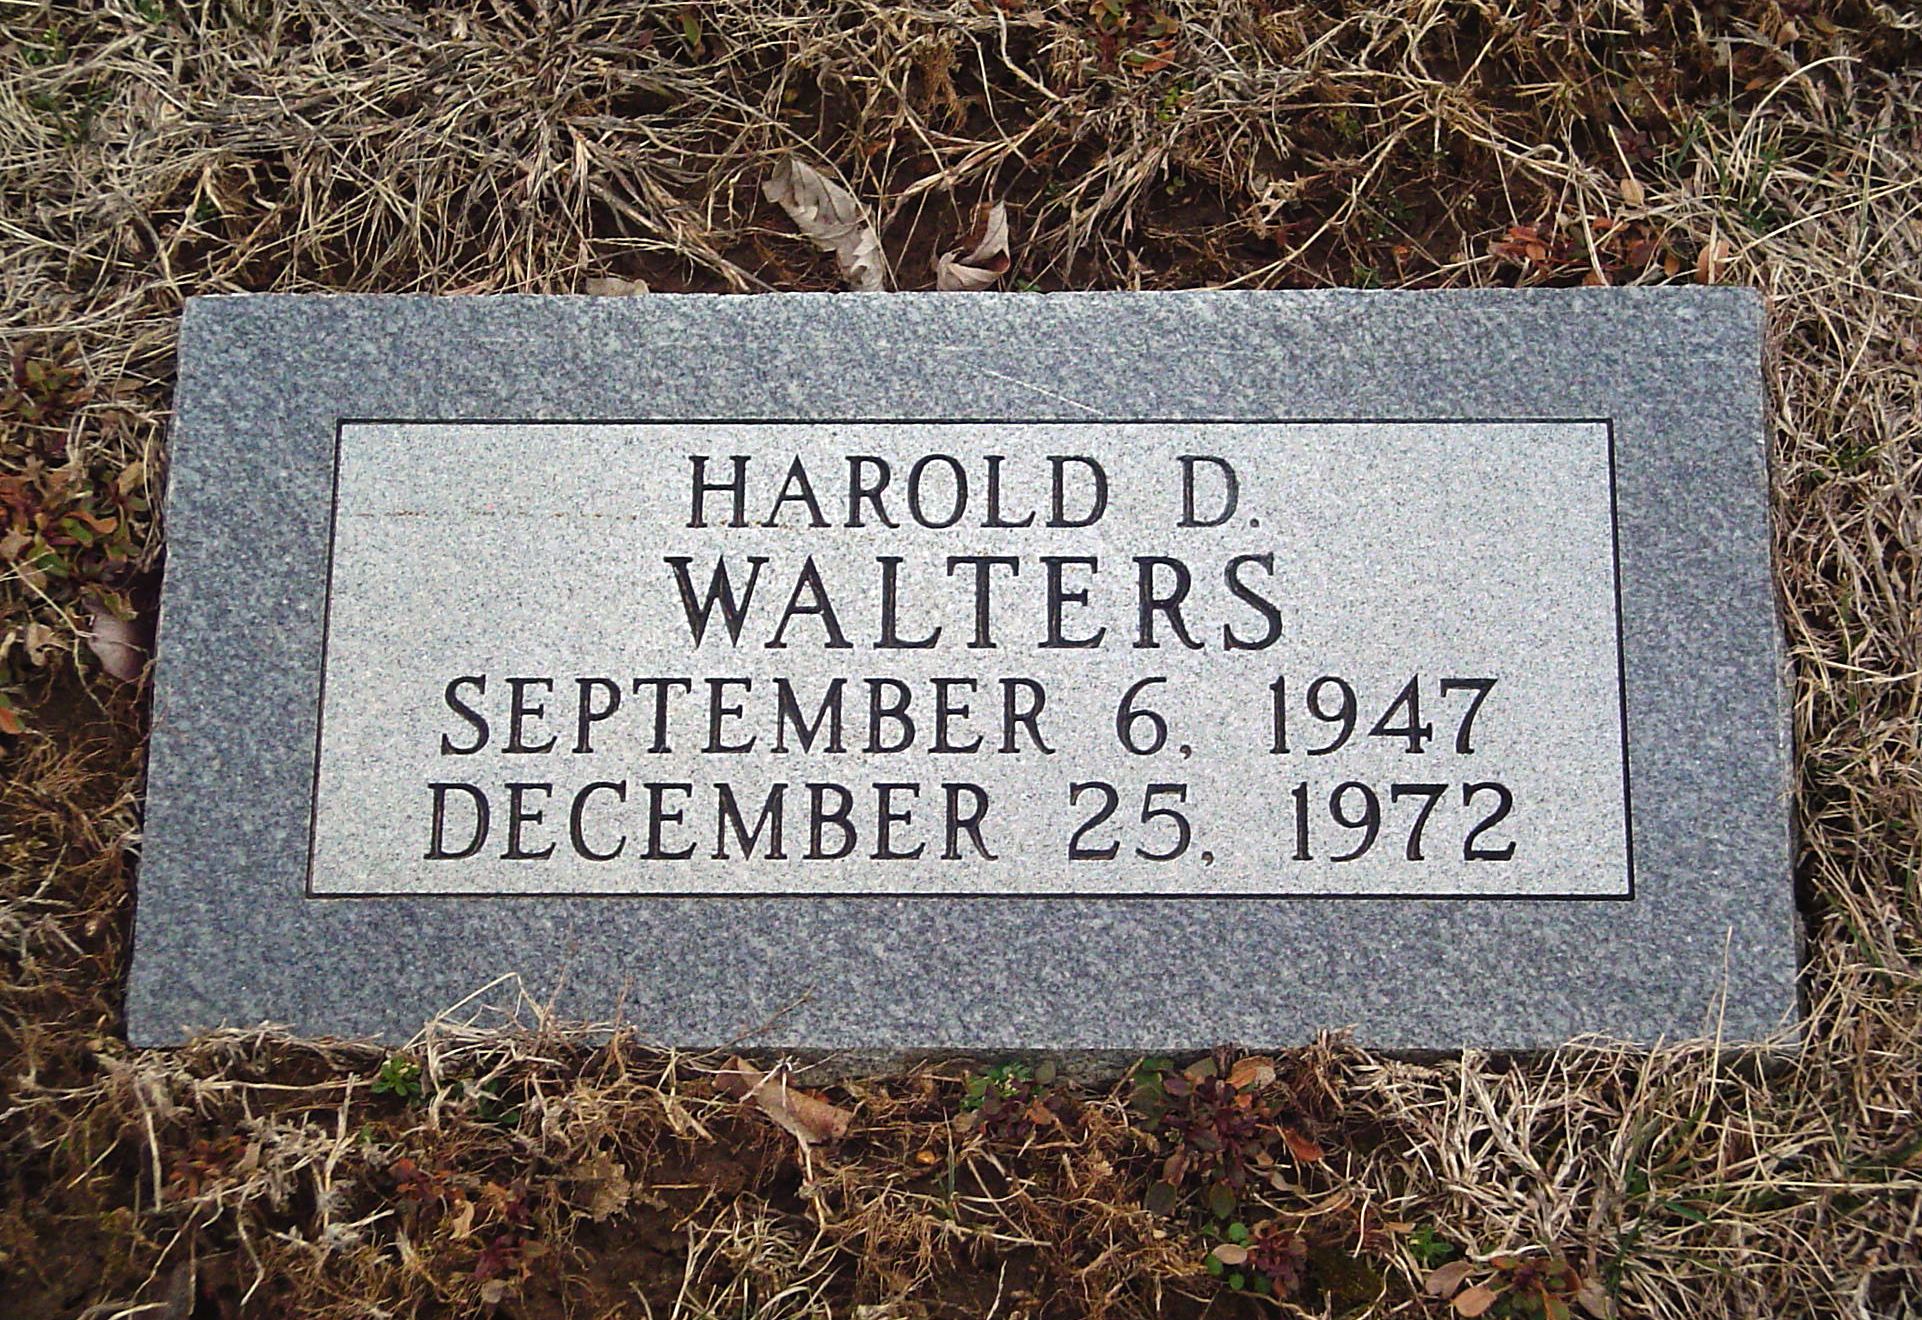 HAROLD D.
WALTERS
SEPTEMBER 6, 1947
DECEMBER 25, 1972